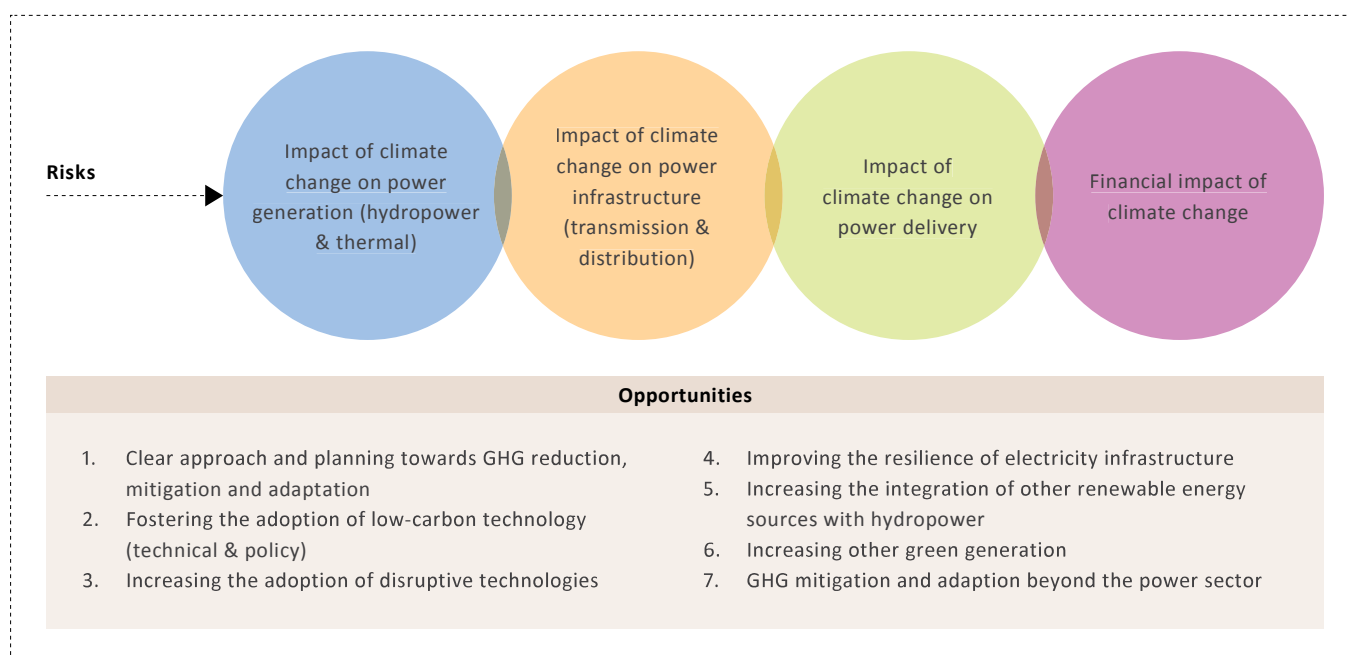 Risks
Impact of climate
change on power
generation (hydropower
& thermal)
Impact of climate
change on power
infrastructure
(transmission &
distribution)
Impact of
climate change on
power delivery
Financial impact of
climate change
Opportunities
1. Clear approach and planning towards GHG reduction,
mitigation and adaptation
2. Fostering the adoption of low-carbon technology
(technical & policy)
3. Increasing the adoption of disruptive technologies
4. Improving the resilience of electricity infrastructure
5. Increasing the integration of other renewable energy
sources with hydropower
6. Increasing other green generation
7. GHG mitigation and adaption beyond the power sector